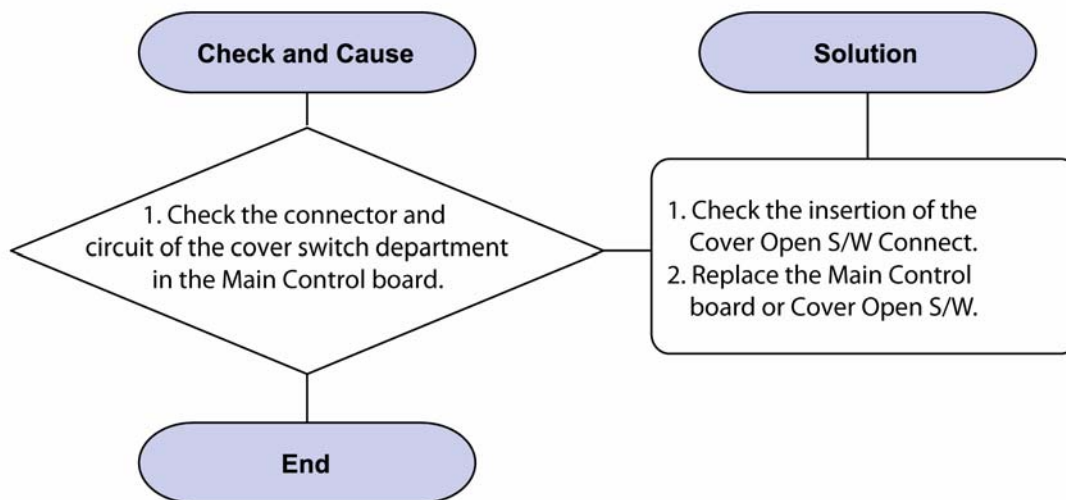 Check and Cause
Solution
1. Check the connector and
circuit of the cover switch department
in the Main Control board.
1. Check the insertion of the
Cover Open S/W Connect.
2. Replace the Main Control
board or Cover Open S/W.
End